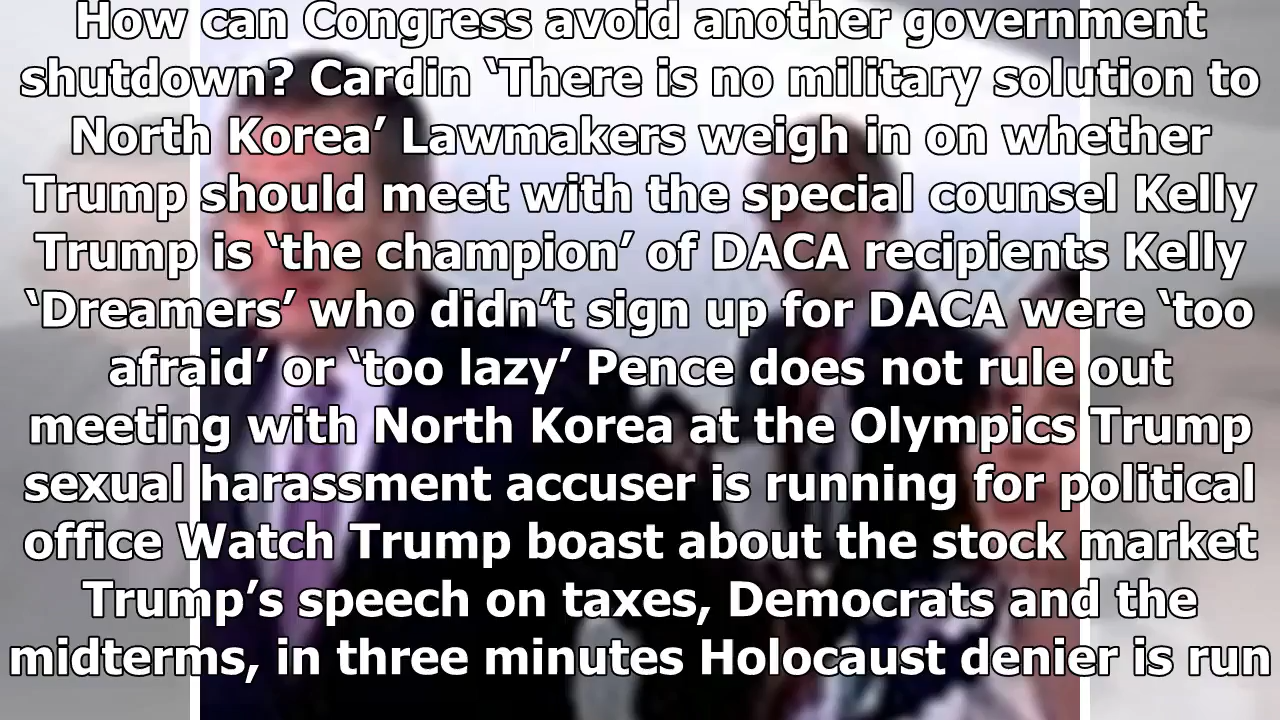 How can Congress avoid another government
shutdown? Cardin ‘There is no military solution to
North Korea’ Lawmakers weigh in on whether
Trump should meet with the special counsel Kelly
Trump is ‘the champion’ of DACA recipients Kelly
‘Dreamers’ who didn’t sign up for DACA were ‘too
afraid’ or ‘too lazy’ Pence does not rule out
meeting with North Korea at the Olympics Trump
sexual harassment accuser is running for political
office Watch Trump boast about the stock market
Trump’s speech on taxes, Democrats and the
midterms, in three minutes Holocaust denier is run